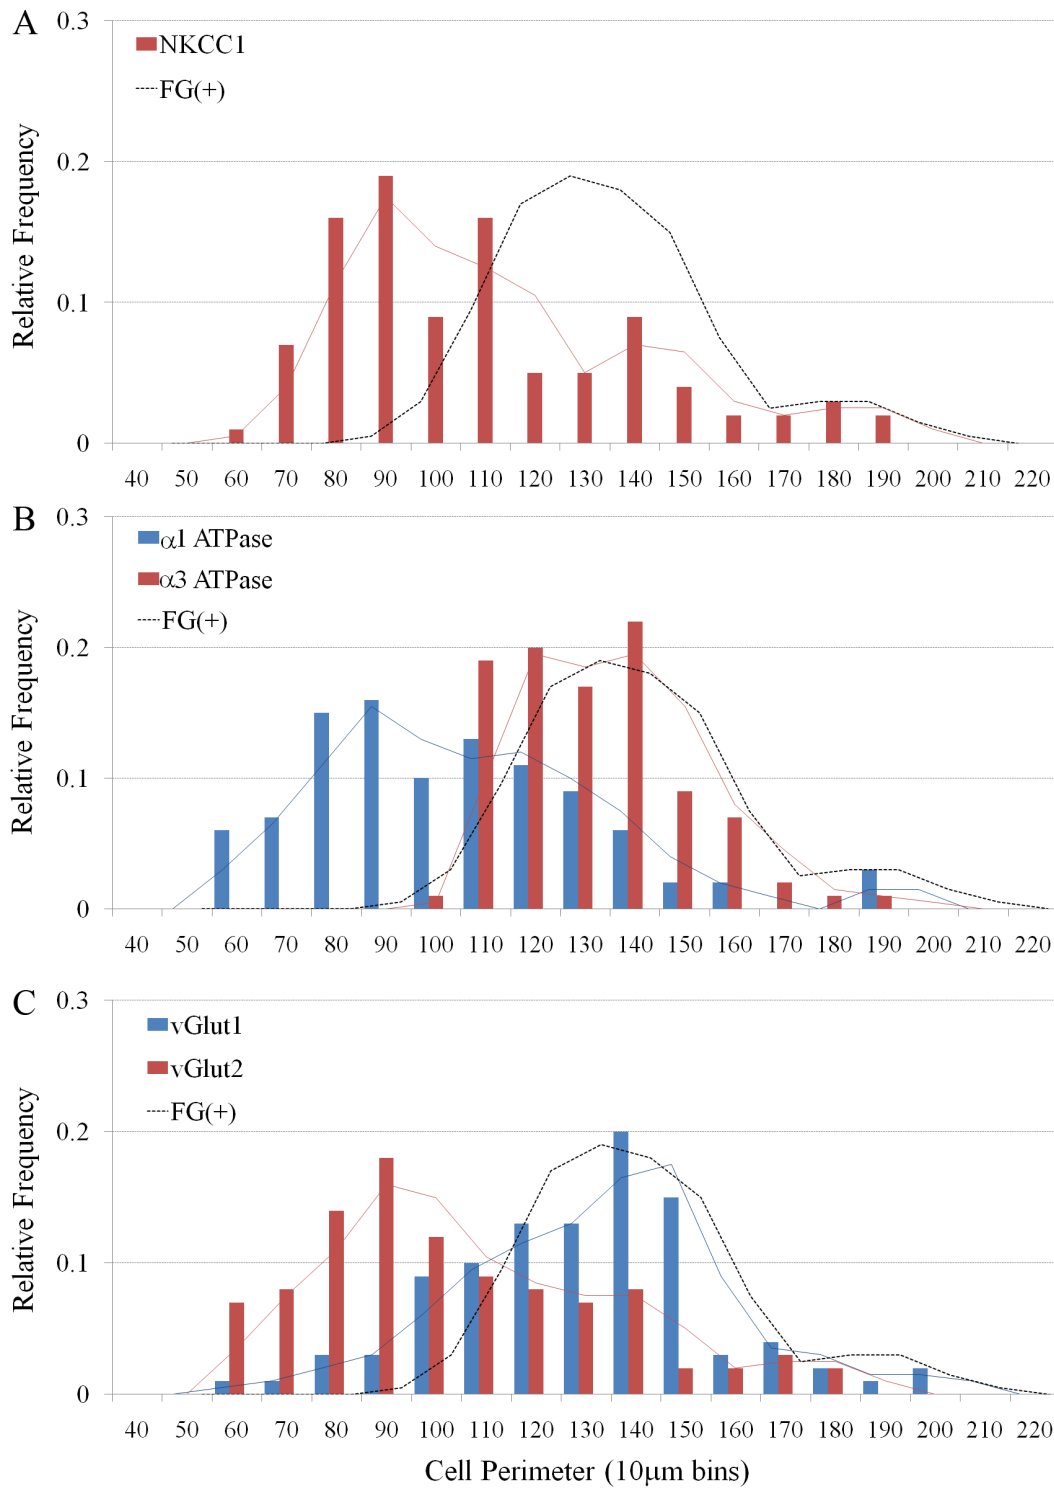 A
0.3
NKCC1
FG(+)
0.2
0.1
0
Relative Frequency
40 50 60 70 80 90 100 110 120 130 140 150 160 170 180 190 200 210 220
B
0.3
α1 ATPase
α3 ATPase
FG(+)
0.2
0.1
0
Relative Frequency
40 50 60 70 80 90 100 110 120 130 140 150 160 170 180 190 200 210 220
C
0.3
vGlut1
vGlut2
FG(+)
0.2
0.1
0
Relative Frequency
40 50 60 70 80 90 100 110 120 130 140 150 160 170 180 190 200 210 220
Cell Perimeter (10μm bins)